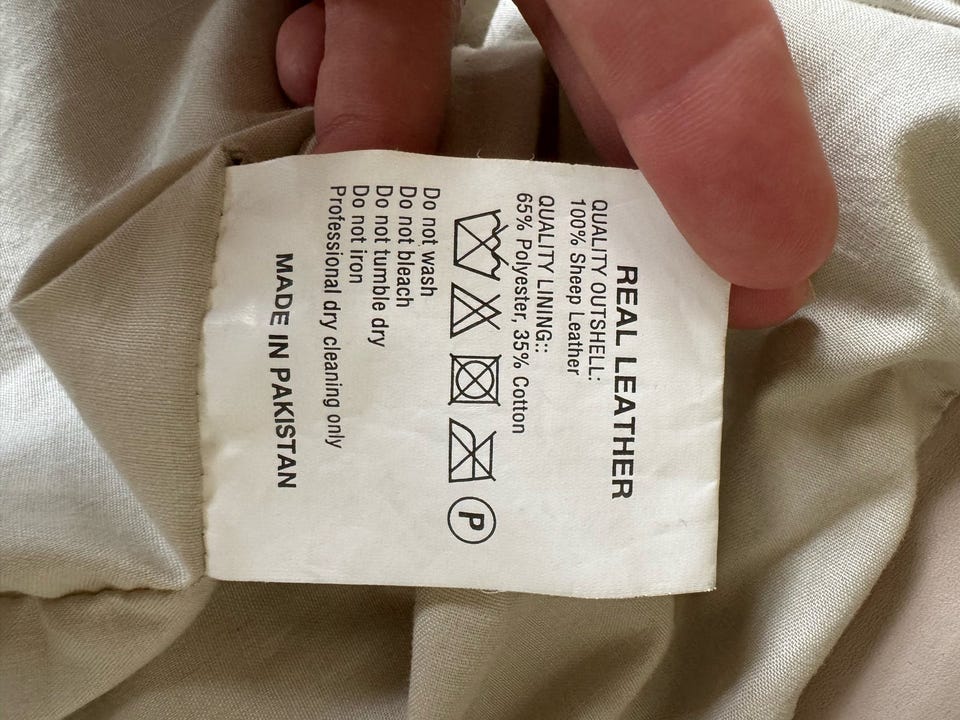 REAL LEATHER
QUALITY OUTSHELL:
100% Sheep Leather
QUALITY LINING::
65% Polyester, 35% Cotton
P
Do not wash
Do not bleach
Do not tumble dry
Do not iron
Professional dry cleaning only
MADE IN PAKISTAN